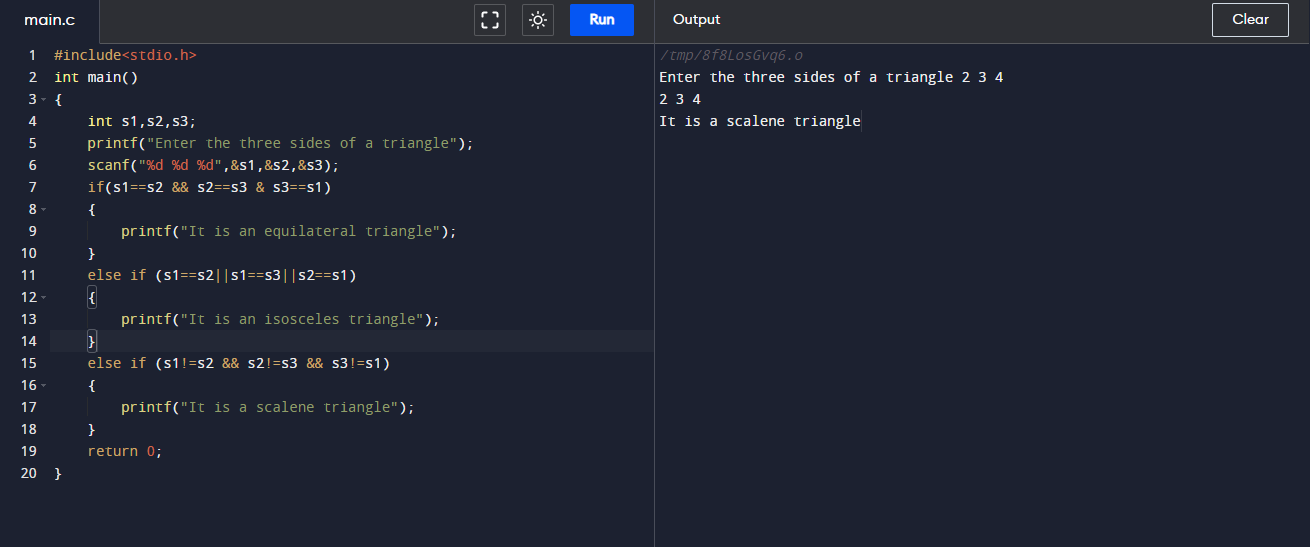 main.c
Run
Output
Clear
1 #include<stdio.h>
2 int main()
3 {
4     int s1,s2,s3;
5     printf("Enter the three sides of a triangle");
6     scanf("%d %d %d",&s1,&s2,&s3);
7     if(s1==s2 && s2==s3 & s3==s1)
8     {
9         printf("It is an equilateral triangle");
10     }
11     else if (s1==s2||s1==s3||s2==s1)
12     {
13         printf("It is an isosceles triangle");
14     }
15     else if (s1!=s2 && s2!=s3 && s3!=s1)
16     {
17         printf("It is a scalene triangle");
18     }
19     return 0;
20 }
/tmp/8f8LosGvq6.o
Enter the three sides of a triangle 2 3 4
2 3 4
It is a scalene triangle